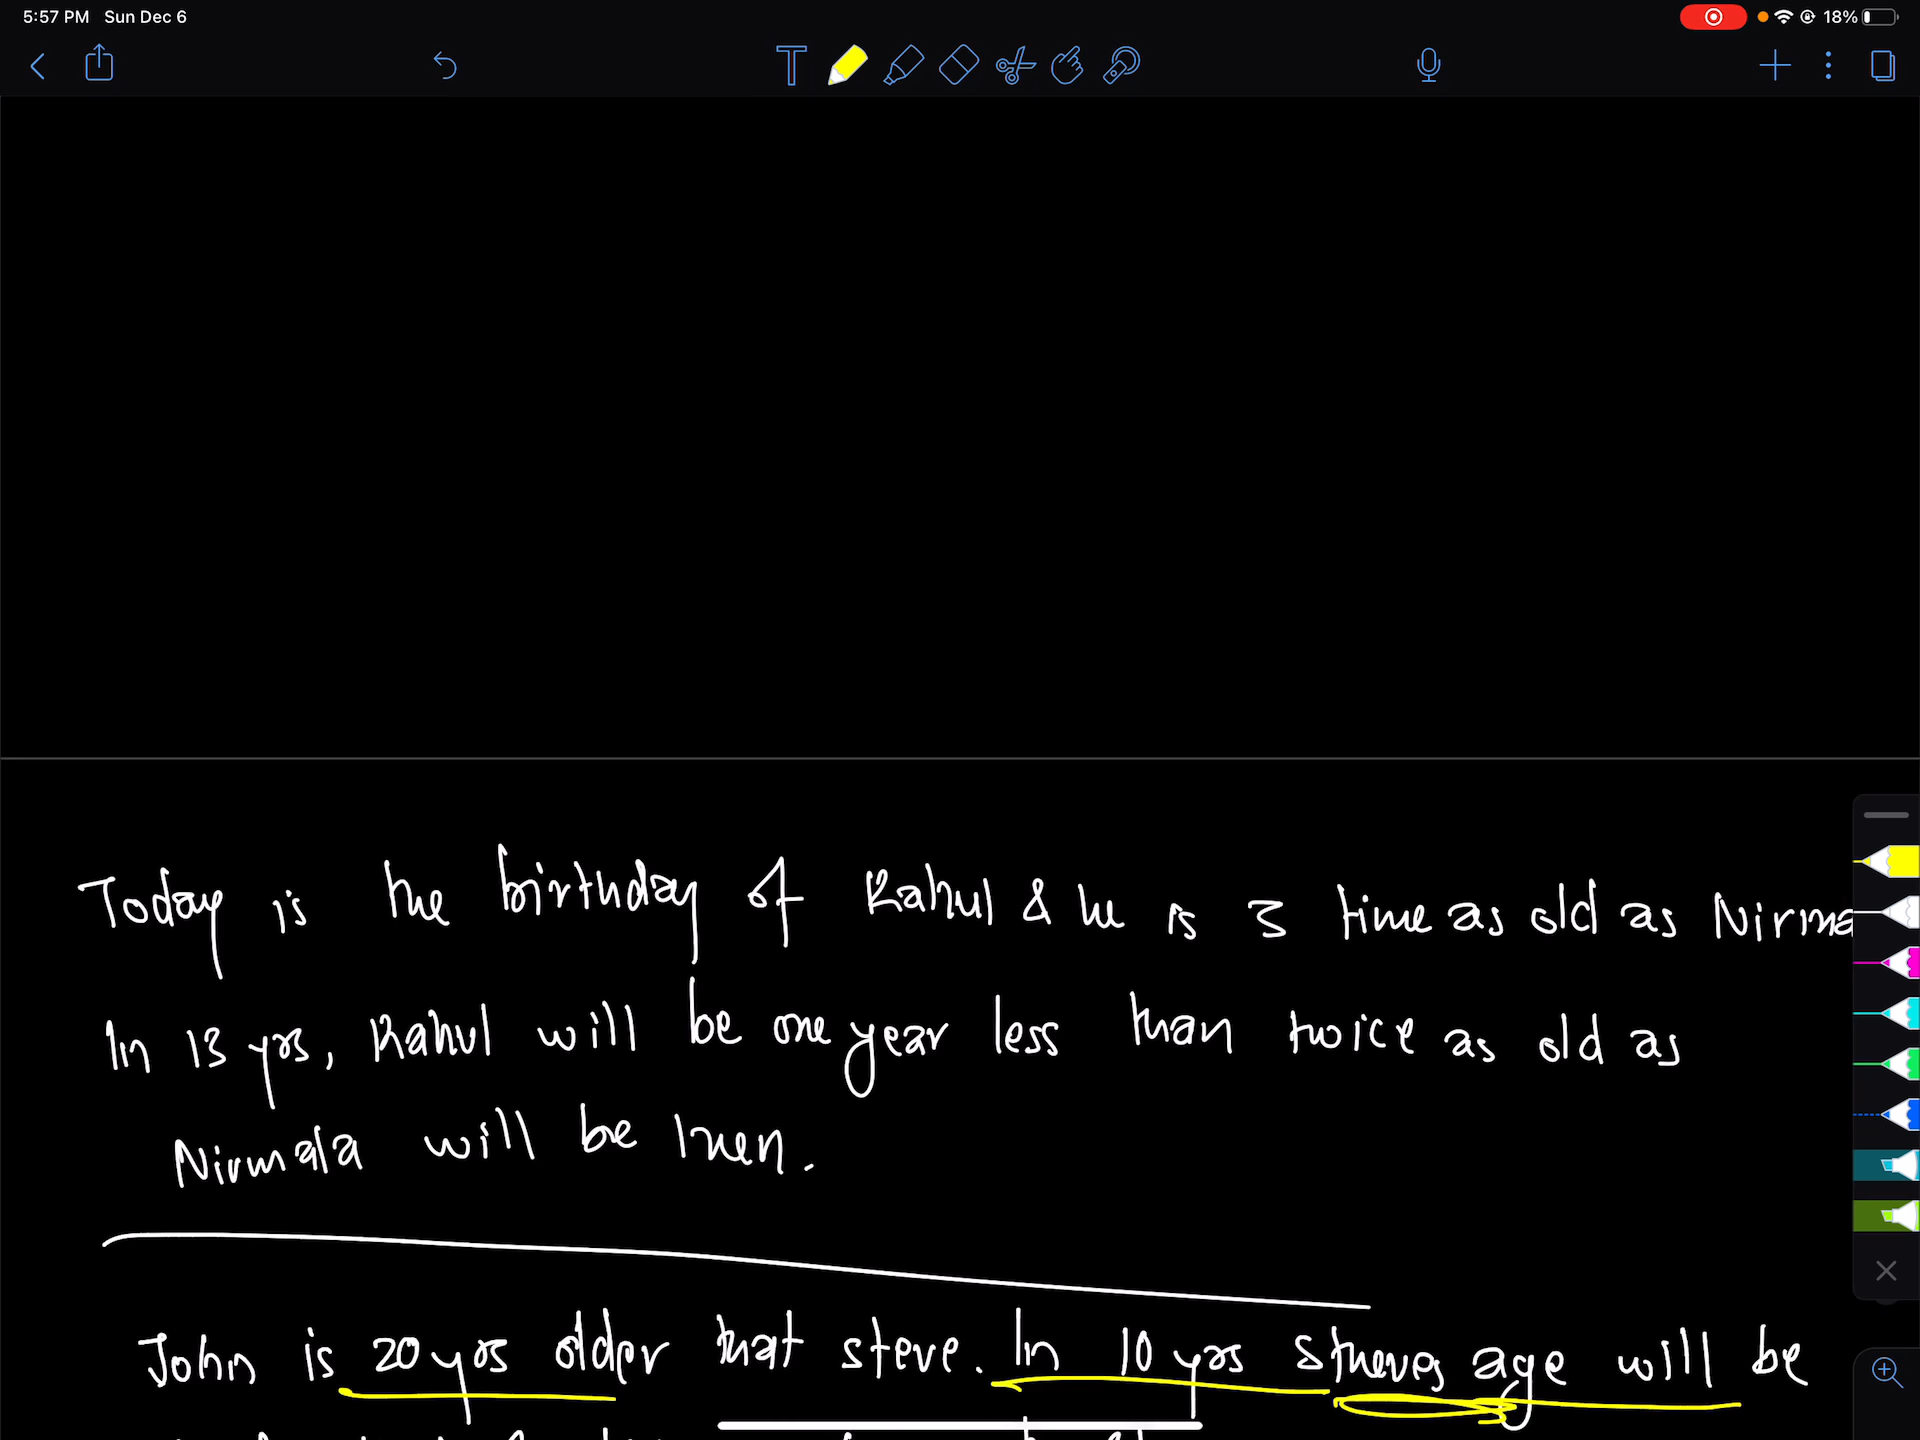 5:57 PM Sun Dec 6 18%
T
Today is the birthday of Rahul & he is 3 time as old as Nirma
In 13 yrs, Rahul will be one year less than twice as old as
Nirmala will be then.
John is 20 yrs older that steve. In 10 yrs steves age will be